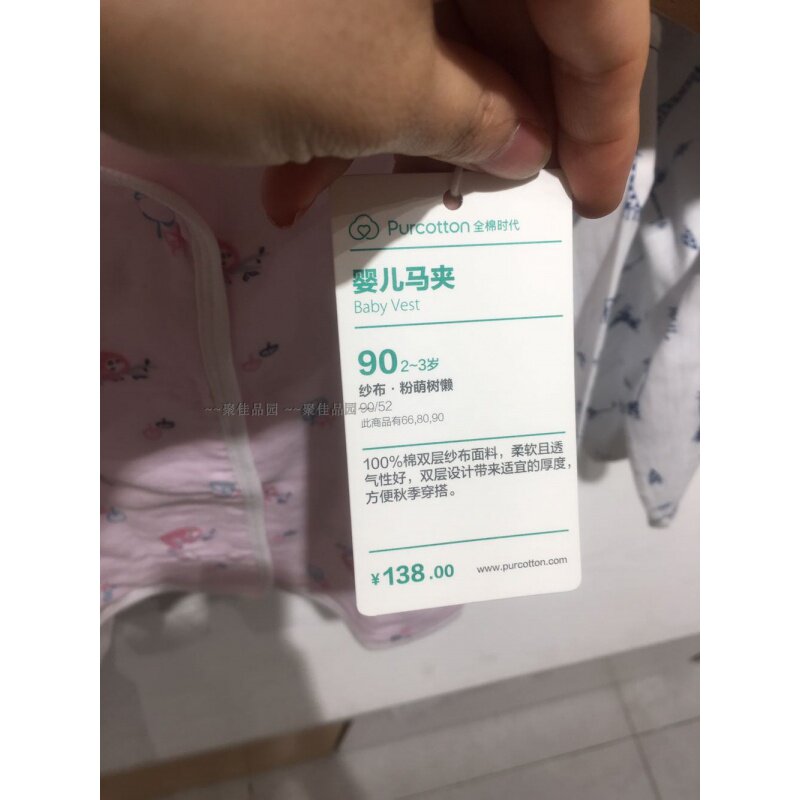 Purcotton 全棉时代
婴儿马夹
Baby Vest
90 2~3岁
纱布·粉萌树懒
90/52
~~聚佳品园 ~~聚佳品园
此商品有66,80,90
100%棉双层纱布面料，柔软且透
气性好，双层设计带来适宜的厚度，
方便秋季穿搭。
¥138.00 www.purcotton.com